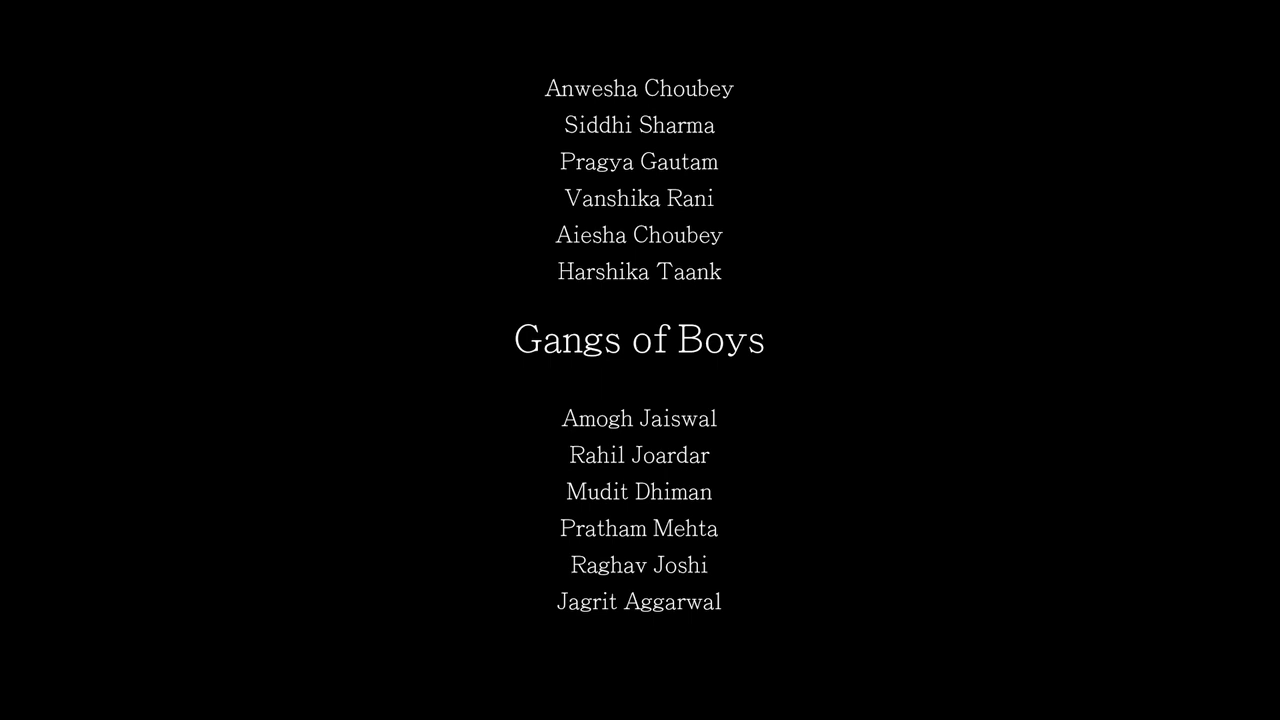 Anwesha Choubey
Siddhi Sharma
Pragya Gautam
Vanshika Rani
Aiesha Choubey
Harshika Taank
Gangs of Boys
Amogh Jaiswal
Rahil Joardar
Mudit Dhiman
Pratham Mehta
Raghav Joshi
Jagrit Aggarwal